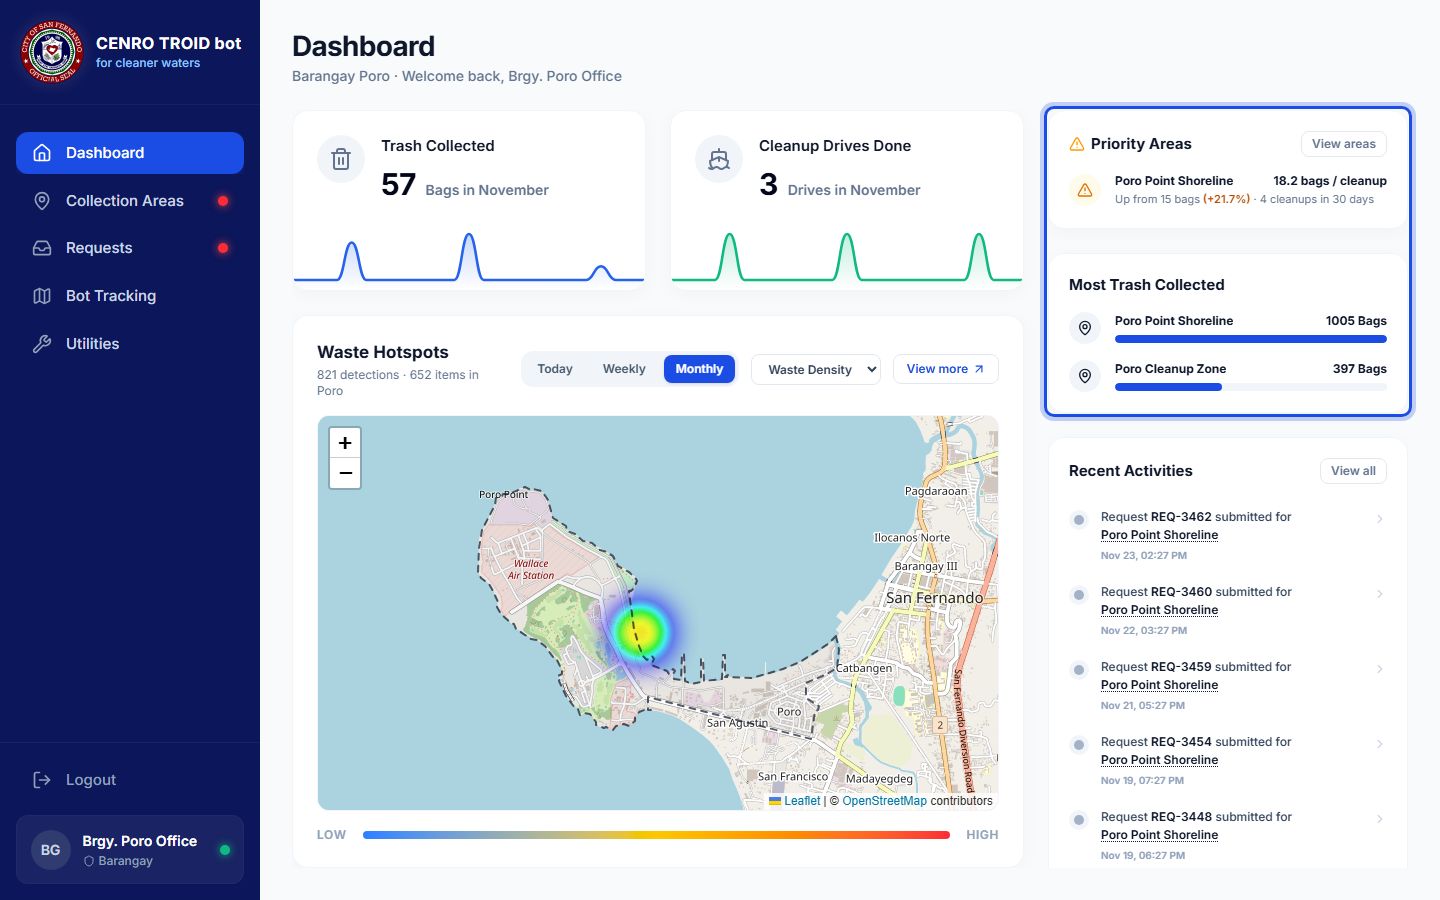 CITY OF SAN FERNANDO
OFFICIAL SEAL
CENRO TROID bot
for cleaner waters
Dashboard
Collection Areas
Requests
Bot Tracking
Utilities
Logout
BG
Brgy. Poro Office
Barangay
Dashboard
Barangay Poro · Welcome back, Brgy. Poro Office
Trash Collected
57 Bags in November
Cleanup Drives Done
3 Drives in November
Waste Hotspots
821 detections · 652 items in
Poro
Today
Weekly
Monthly
Waste Density
View more
+
−
Poro Point
Wallace
Air Station
Pagdaraoan
Ilocanos Norte
Barangay III
San Fernando
Catbangen
San Fernando Diversion Road
Poro
San Agustin
2
San Francisco
Madayegdeg
Leaflet | © OpenStreetMap contributors
LOW
HIGH
Priority Areas
View areas
Poro Point Shoreline 18.2 bags / cleanup
Up from 15 bags (+21.7%) · 4 cleanups in 30 days
Most Trash Collected
Poro Point Shoreline 1005 Bags
Poro Cleanup Zone 397 Bags
Recent Activities
View all
Request REQ-3462 submitted for
Poro Point Shoreline
Nov 23, 02:27 PM
Request REQ-3460 submitted for
Poro Point Shoreline
Nov 22, 03:27 PM
Request REQ-3459 submitted for
Poro Point Shoreline
Nov 21, 05:27 PM
Request REQ-3454 submitted for
Poro Point Shoreline
Nov 19, 07:27 PM
Request REQ-3448 submitted for
Poro Point Shoreline
Nov 19, 06:27 PM